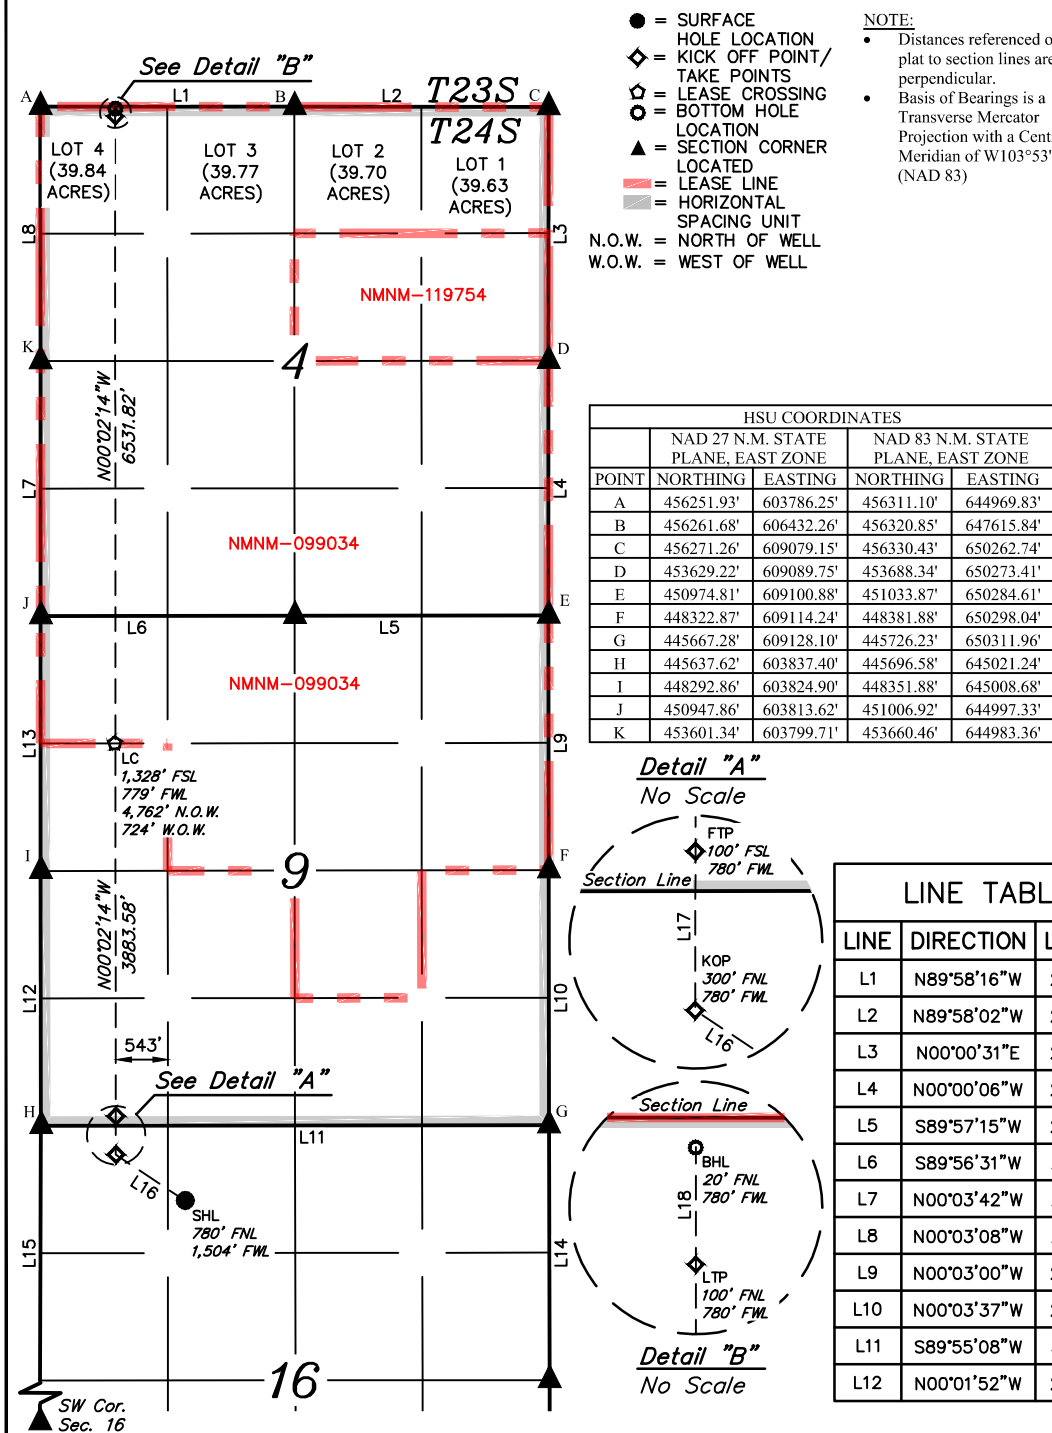 ● = SURFACE
HOLE LOCATION
= KICK OFF POINT/
TAKE POINTS
= LEASE CROSSING
= BOTTOM HOLE
LOCATION
▲ = SECTION CORNER
LOCATED
= LEASE LINE
= HORIZONTAL
SPACING UNIT
N.O.W. = NORTH OF WELL
W.O.W. = WEST OF WELL
NOTE:
• Distances referenced o
plat to section lines are
perpendicular.
• Basis of Bearings is a
Transverse Mercator
Projection with a Cent
Meridian of W103°53'
(NAD 83)
See Detail "B"
A L1 B L2 T23S C
T24S
LOT 4
(39.84
ACRES)
LOT 3
(39.77
ACRES)
LOT 2
(39.70
ACRES)
LOT 1
(39.63
ACRES)
L8
L3
NMNM-119754
K
4
D
N00°02'14"W
6531.82'
L7
L4
NMNM-099034
J
E
L6
L5
NMNM-099034
L13
L9
LC
1,328' FSL
779' FWL
4,762' N.O.W.
724' W.O.W.
I
9
F
N00°02'14"W
3883.58'
L12
L10
543'
See Detail "A"
H
G
L11
L16
SHL
780' FNL
1,504' FWL
L15
L14
16
SW Cor.
Sec. 16
HSU COORDINATES
NAD 27 N.M. STATE
PLANE, EAST ZONE
NAD 83 N.M. STATE
PLANE, EAST ZONE
POINT NORTHING EASTING NORTHING EASTING
A 456251.93' 603786.25' 456311.10' 644969.83'
B 456261.68' 606432.26' 456320.85' 647615.84'
C 456271.26' 609079.15' 456330.43' 650262.74'
D 453629.22' 609089.75' 453688.34' 650273.41'
E 450974.81' 609100.88' 451033.87' 650284.61'
F 448322.87' 609114.24' 448381.88' 650298.04'
G 445667.28' 609128.10' 445726.23' 650311.96'
H 445637.62' 603837.40' 445696.58' 645021.24'
I 448292.86' 603824.90' 448351.88' 645008.68'
J 450947.86' 603813.62' 451006.92' 644997.33'
K 453601.34' 603799.71' 453660.46' 644983.36'
Detail "A"
No Scale
FTP
100' FSL
780' FWL
Section Line
L17
KOP
300' FNL
780' FWL
L16
Section Line
BHL
20' FNL
780' FWL
L18
LTP
100' FNL
780' FWL
Detail "B"
No Scale
LINE TABL
LINE DIRECTION L
L1 N89°58'16"W
L2 N89°58'02"W
L3 N00°00'31"E
L4 N00°00'06"W
L5 S89°57'15"W
L6 S89°56'31"W
L7 N00°03'42"W
L8 N00°03'08"W
L9 N00°03'00"W
L10 N00°03'37"W
L11 S89°55'08"W
L12 N00°01'52"W